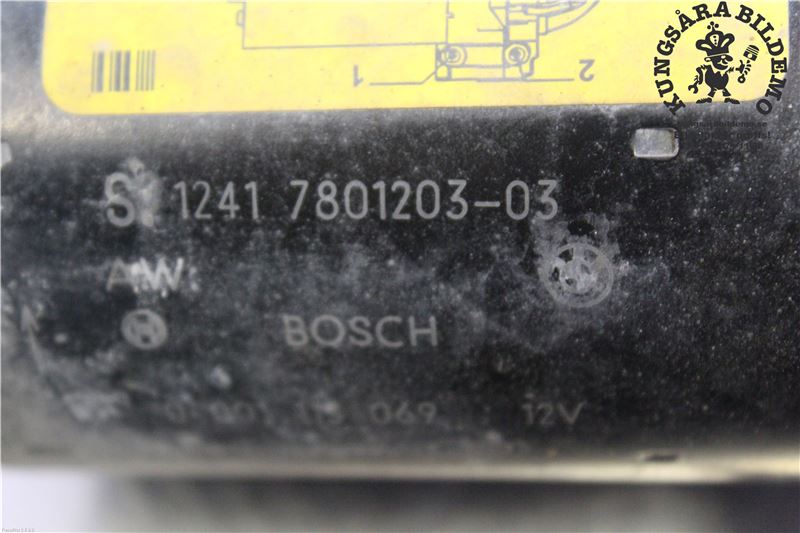 KUNGSÅRA BILDEMO
1 2
S 1241 7801203-03
AW
BOSCH
069 12V